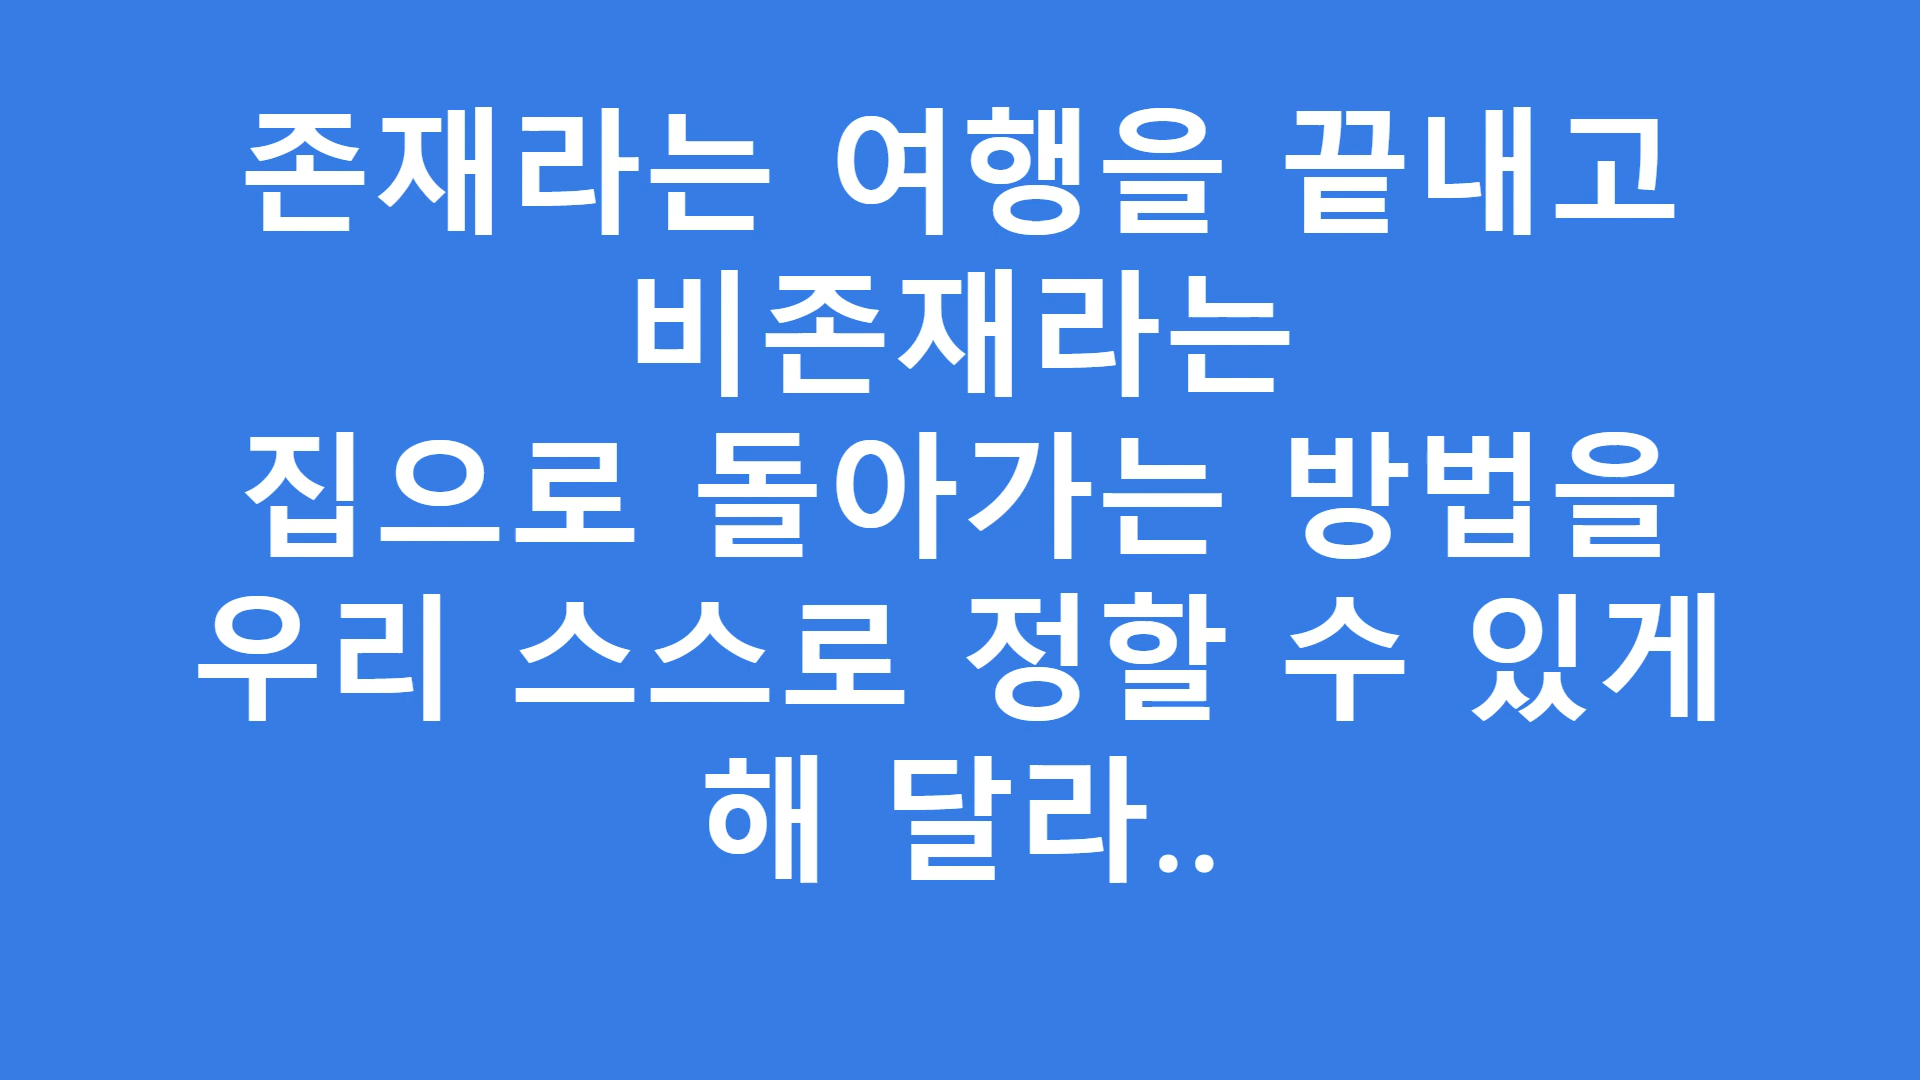 존재라는 여행을 끝내고
비존재라는
집으로 돌아가는 방법을
우리 스스로 정할 수 있게
해 달라..